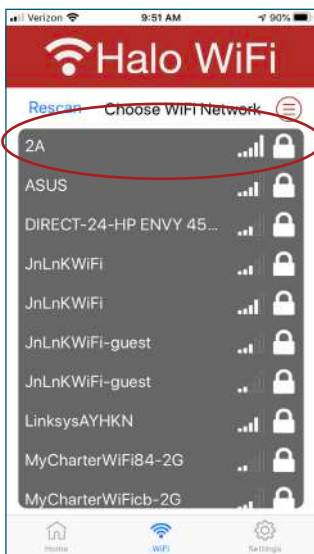 Verizon 9:51 AM 90%
Halo WiFi
Rescan Choose WiFi Network
2A
ASUS
DIRECT-24-HP ENVY 45...
JnLnKWiFi
JnLnKWiFi
JnLnKWiFi-guest
JnLnKWiFi-guest
LinksysAYHKN
MyCharterWiFi84-2G
MyCharterWiFicb-2G
Home WiFi Settings